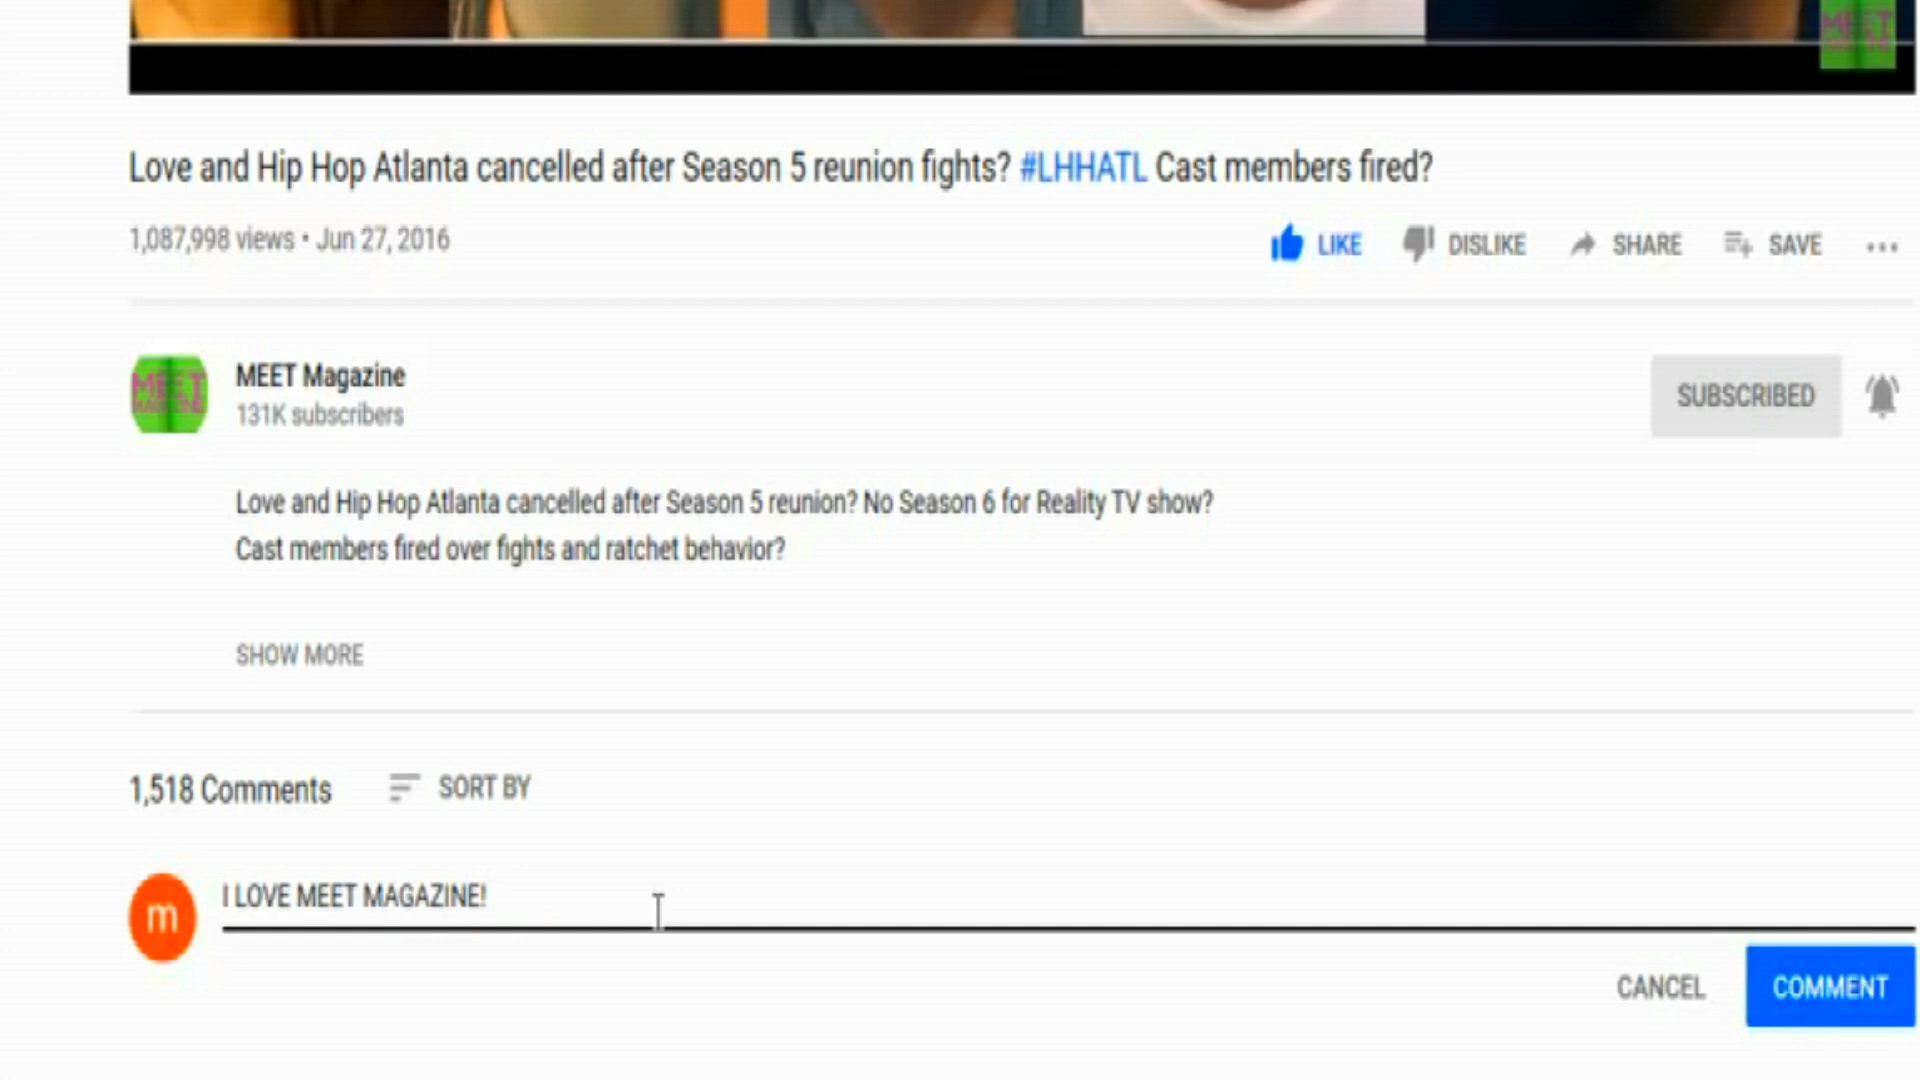 MEET
Love and Hip Hop Atlanta cancelled after Season 5 reunion fights? #LHHATL Cast members fired?
1,087,998 views • Jun 27, 2016
LIKE DISLIKE SHARE SAVE ...
MEET Magazine
131K subscribers
SUBSCRIBED
MEET
Love and Hip Hop Atlanta cancelled after Season 5 reunion? No Season 6 for Reality TV show?
Cast members fired over fights and ratchet behavior?
SHOW MORE
1,518 Comments SORT BY
m
I LOVE MEET MAGAZINE!
CANCEL COMMENT